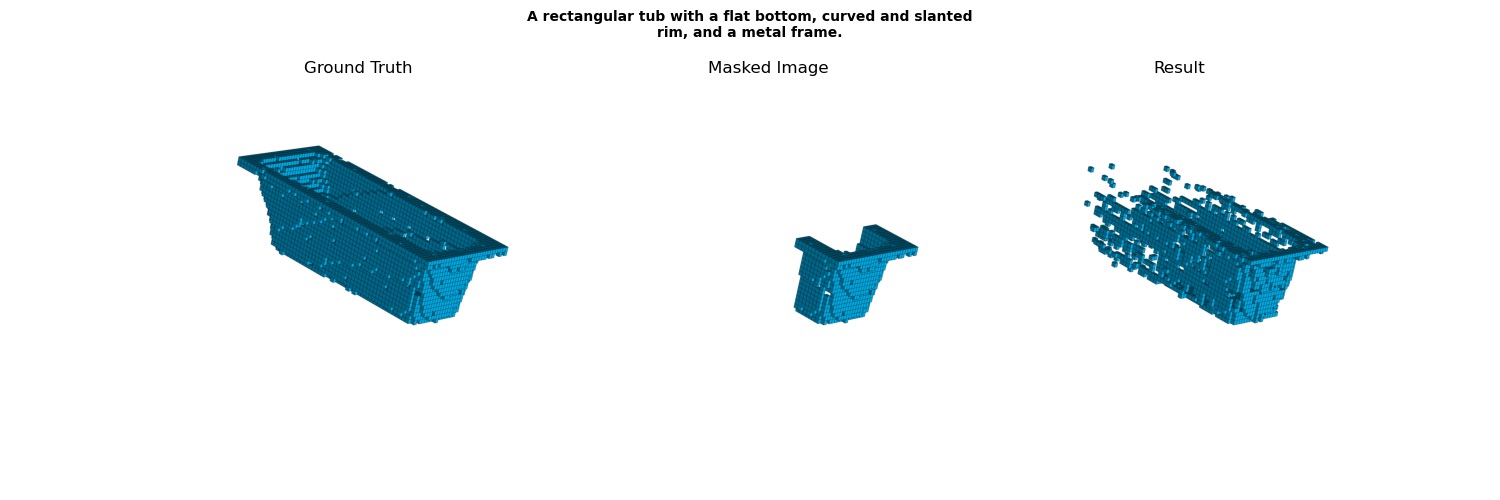 A rectangular tub with a flat bottom, curved and slanted
rim, and a metal frame.
Ground Truth
Masked Image
Result